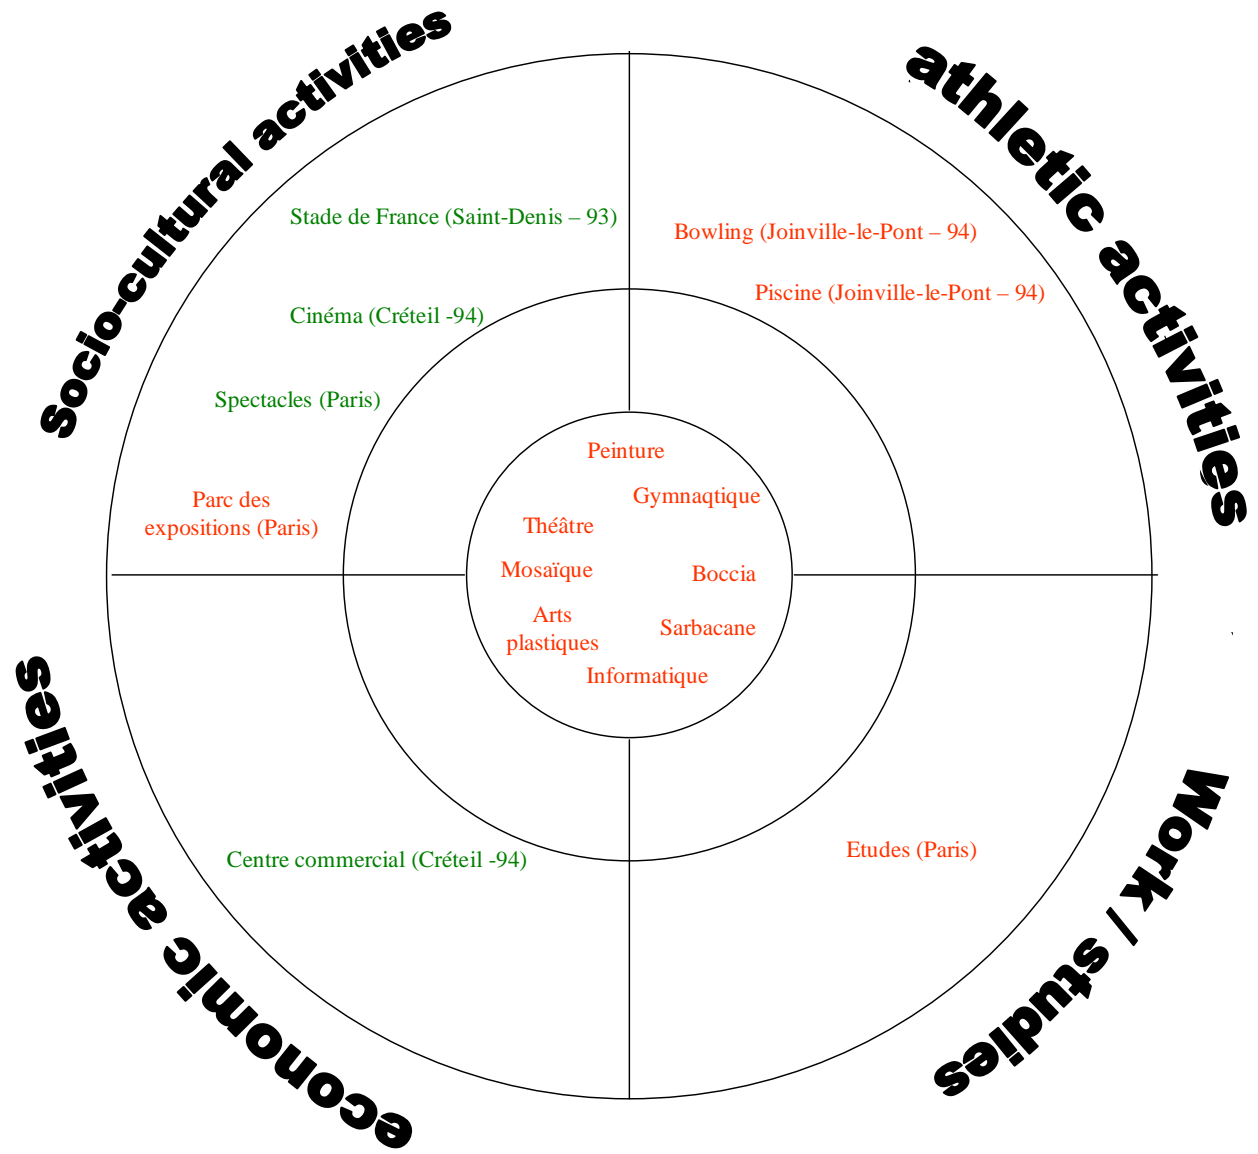 Socio-cultural activities
athletic activities
Stade de France (Saint-Denis – 93)
Bowling (Joinville-le-Pont – 94)
Piscine (Joinville-le-Pont – 94)
Cinéma (Créteil -94)
Spectacles (Paris)
Parc des
expositions (Paris)
Peinture
Gymnaqtique
Théâtre
Mosaïque
Boccia
Arts
plastiques
Sarbacane
Informatique
Centre commercial (Créteil -94)
Etudes (Paris)
economic activities
Work / studies